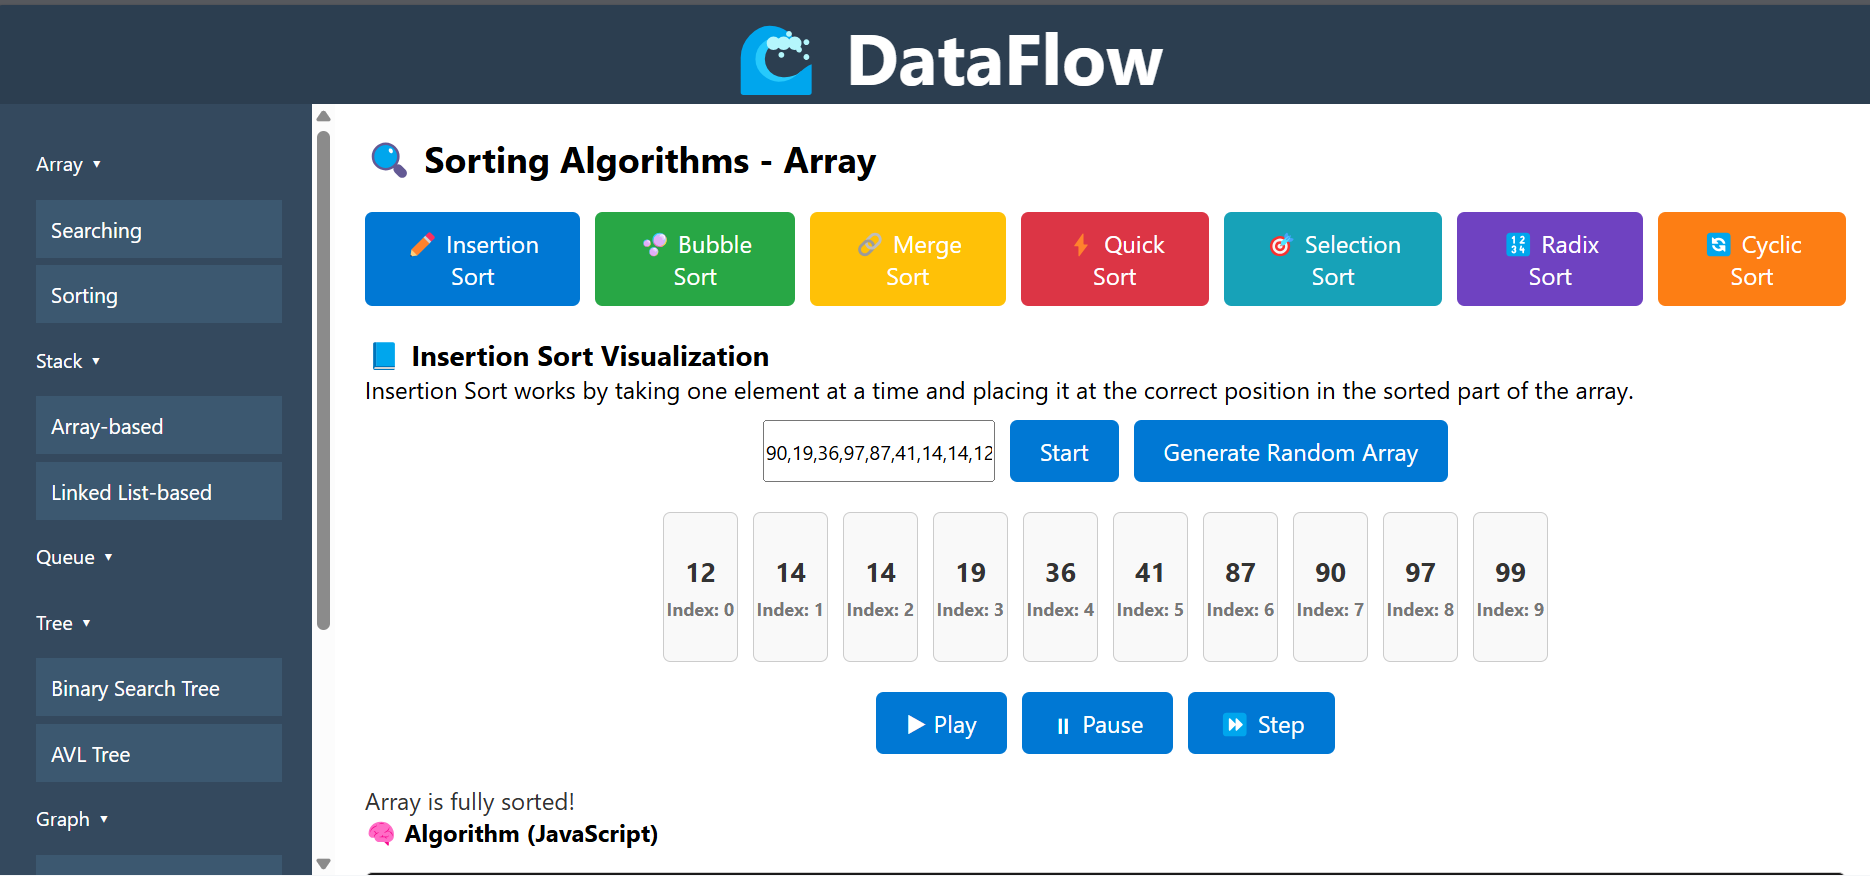 DataFlow
Array ▾
Searching
Sorting
Stack ▾
Array-based
Linked List-based
Queue ▾
Tree ▾
Binary Search Tree
AVL Tree
Graph ▾
Sorting Algorithms - Array
Insertion
Sort
Bubble
Sort
Merge
Sort
Quick
Sort
Selection
Sort
Radix
Sort
Cyclic
Sort
Insertion Sort Visualization
Insertion Sort works by taking one element at a time and placing it at the correct position in the sorted part of the array.
90,19,36,97,87,41,14,14,12
Start
Generate Random Array
12
Index: 0
14
Index: 1
14
Index: 2
19
Index: 3
36
Index: 4
41
Index: 5
87
Index: 6
90
Index: 7
97
Index: 8
99
Index: 9
Play
Pause
Step
Array is fully sorted!
Algorithm (JavaScript)